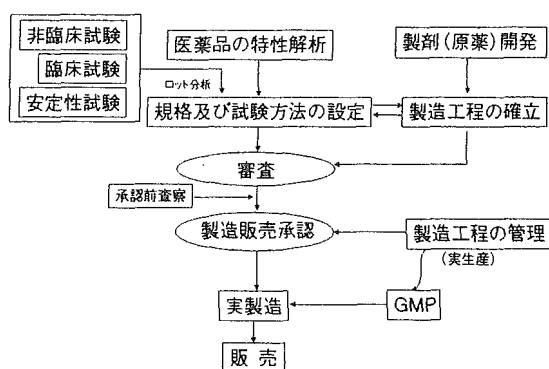 非臨床試験
臨床試験
安定性試験
医薬品の特性解析
製剤(原薬)開発
ロット分析
規格及び試験方法の設定
製造工程の確立
審査
承認前査察
製造販売承認
製造工程の管理
(実生産)
実製造
GMP
販 売